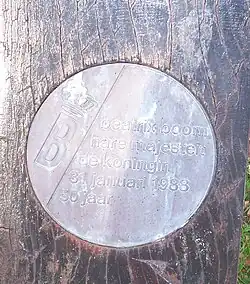 B
beatrix boom
hare majesteit
de koningin
31 januari 1988
50 jaar